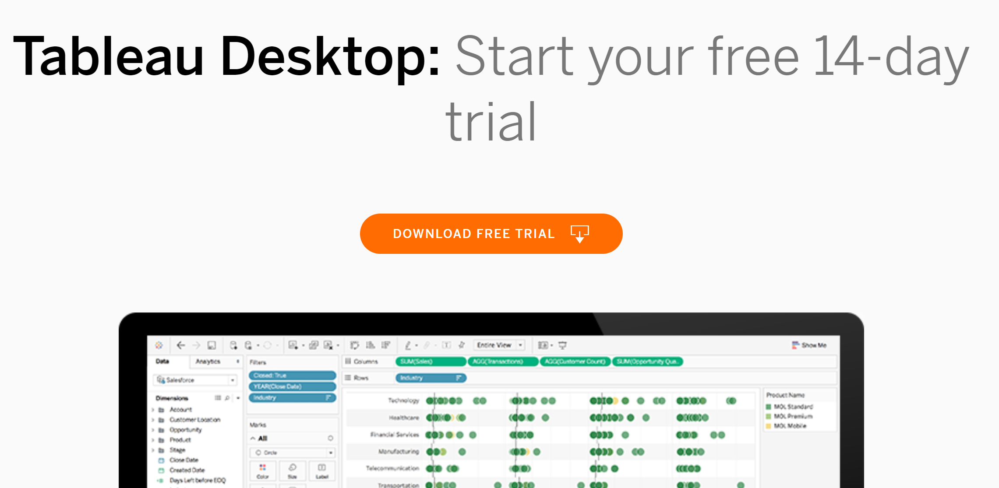 Tableau Desktop: Start your free 14-day
trial
DOWNLOAD FREE TRIAL
Entire View
Show Me
Data
Analytics
Filters
Columns
SUM(Sales)
AGG(Transactions)
AGG(Customer Count)
SUM(Opportunity Qua..
Closed: True
Salesforce
Rows
Industry
YEAR(Close Date)
Dimensions
Industry
Product Name
Technology
MOL Standard
Account
MOL Premium
Customer Location
Healthcare
Marks
MOL Mobile
Opportunity
Financial Services
All
Product
Stage
Circle
Manufacturing
Close Date
Created Date
Telecommunication
Color
Size
Label
Days Left before EOQ
Transportation